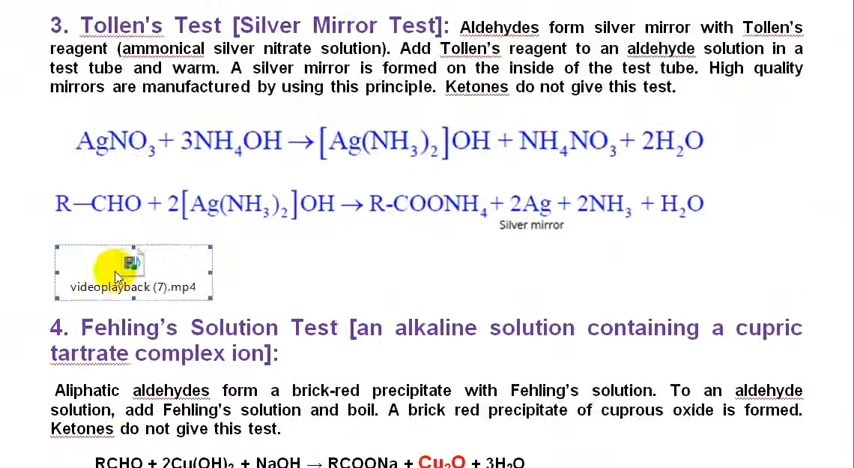 3. Tollen's Test [Silver Mirror Test]: Aldehydes form silver mirror with Tollen's
reagent (ammonical silver nitrate solution). Add Tollen's reagent to an aldehyde solution in a
test tube and warm. A silver mirror is formed on the inside of the test tube. High quality
mirrors are manufactured by using this principle. Ketones do not give this test.
AgNO₃+ 3NH₄OH→[Ag(NH₃)₂]OH + NH₄NO₃+ 2H₂O
R–CHO + 2[Ag(NH₃)₂]OH → R-COONH₄+ 2Ag + 2NH₃ + H₂O
Silver mirror
videoplayback (7).mp4
4. Fehling's Solution Test [an alkaline solution containing a cupric
tartrate complex ion]:
Aliphatic aldehydes form a brick-red precipitate with Fehling's solution. To an aldehyde
solution, add Fehling's solution and boil. A brick red precipitate of cuprous oxide is formed.
Ketones do not give this test.
RCHO + 2Cu(OH)₂ + NaOH → RCOONa + Cu₂O + 3H₂O